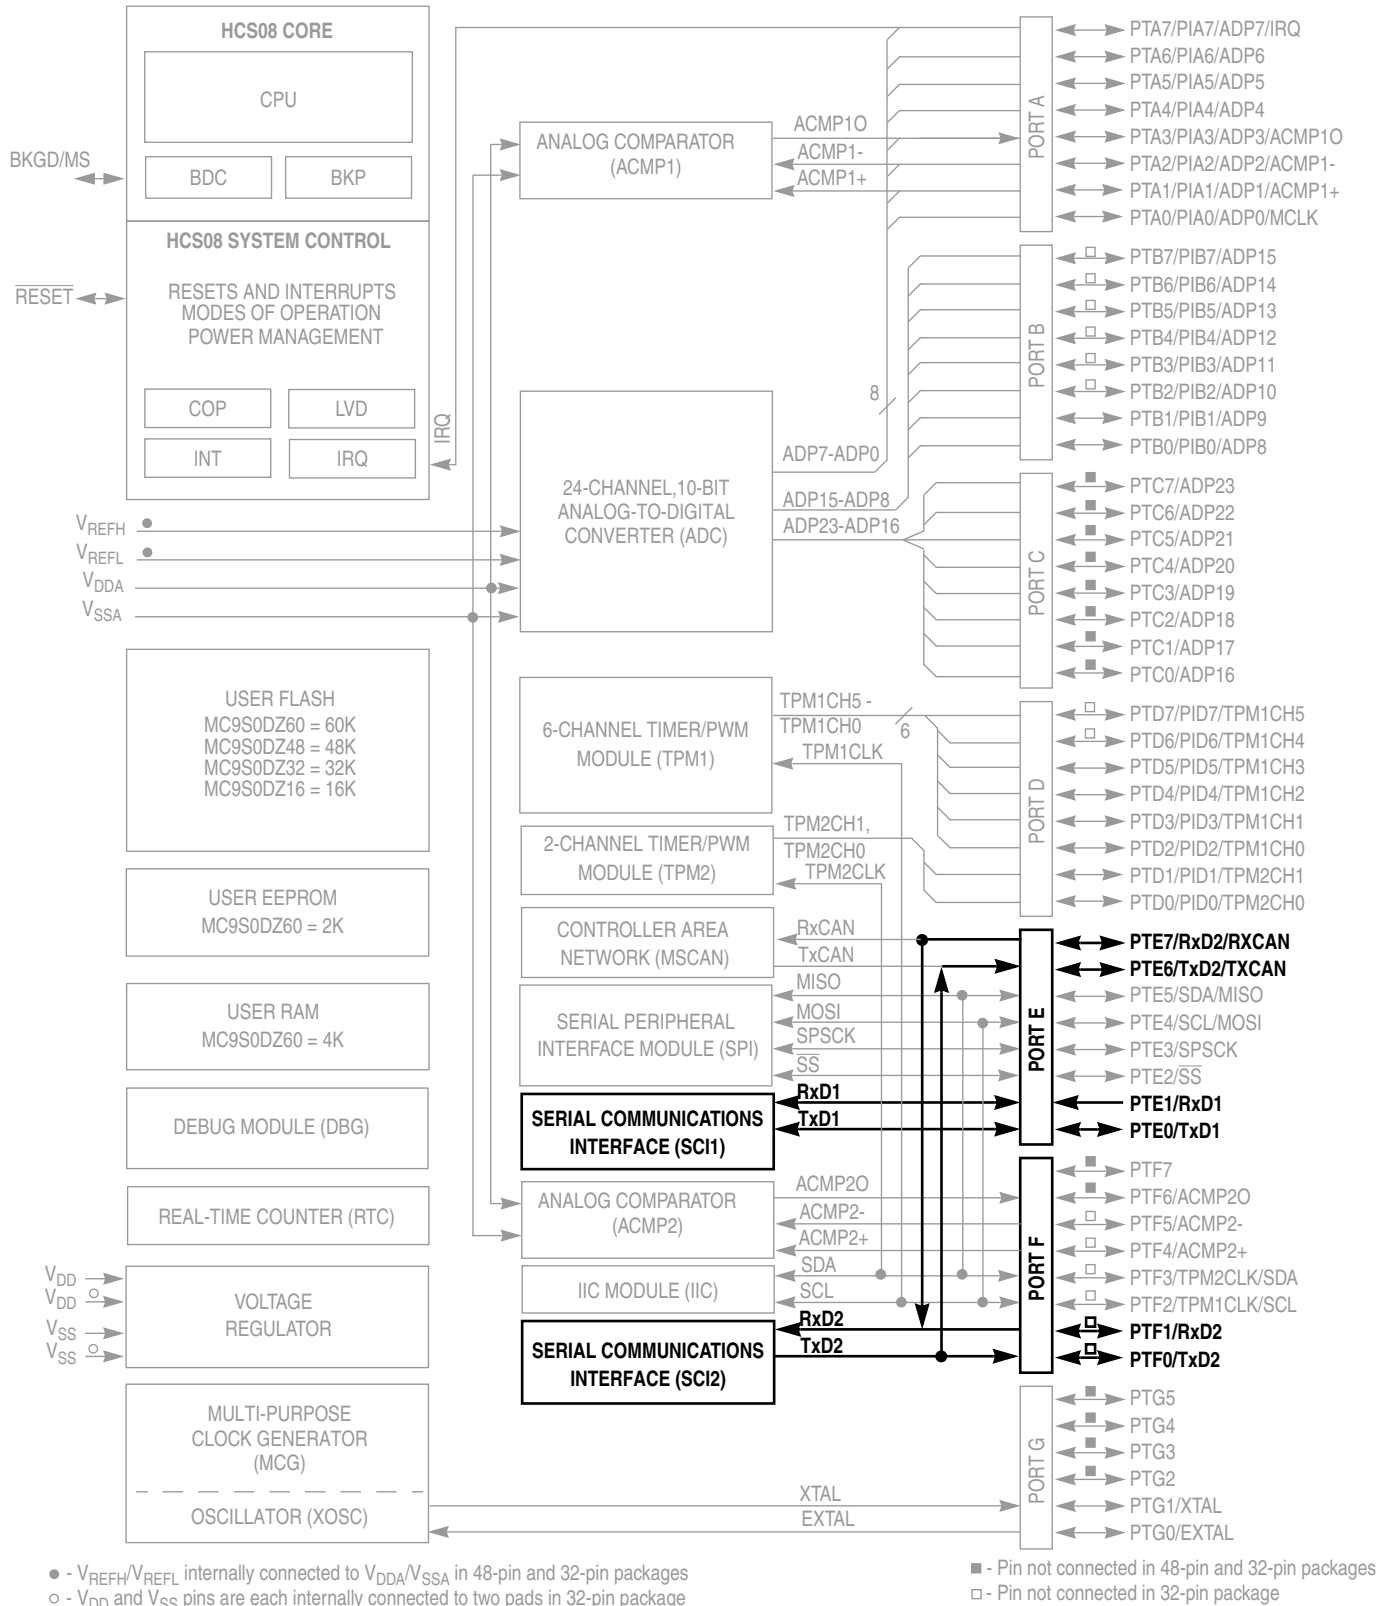 HCS08 CORE
CPU
BDC
BKP
BKGD/MS
HCS08 SYSTEM CONTROL
RESETS AND INTERRUPTS
MODES OF OPERATION
POWER MANAGEMENT
RESET
COP
LVD
INT
IRQ
IRQ
VREFH
VREFL
VDDA
VSSA
USER FLASH
MC9S0DZ60 = 60K
MC9S0DZ48 = 48K
MC9S0DZ32 = 32K
MC9S0DZ16 = 16K
USER EEPROM
MC9S0DZ60 = 2K
USER RAM
MC9S0DZ60 = 4K
DEBUG MODULE (DBG)
REAL-TIME COUNTER (RTC)
VDD
VDD
VSS
VSS
VOLTAGE
REGULATOR
MULTI-PURPOSE
CLOCK GENERATOR
(MCG)
OSCILLATOR (XOSC)
ANALOG COMPARATOR
(ACMP1)
ACMP1O
ACMP1-
ACMP1+
24-CHANNEL,10-BIT
ANALOG-TO-DIGITAL
CONVERTER (ADC)
8
ADP7-ADP0
ADP15-ADP8
ADP23-ADP16
6-CHANNEL TIMER/PWM
MODULE (TPM1)
TPM1CH5 -
TPM1CH0
6
TPM1CLK
2-CHANNEL TIMER/PWM
MODULE (TPM2)
TPM2CH1,
TPM2CH0
TPM2CLK
CONTROLLER AREA
NETWORK (MSCAN)
RxCAN
TxCAN
SERIAL PERIPHERAL
INTERFACE MODULE (SPI)
MISO
MOSI
SPSCK
SS
SERIAL COMMUNICATIONS
INTERFACE (SCI1)
RxD1
TxD1
ANALOG COMPARATOR
(ACMP2)
ACMP2O
ACMP2-
ACMP2+
IIC MODULE (IIC)
SDA
SCL
SERIAL COMMUNICATIONS
INTERFACE (SCI2)
RxD2
TxD2
XTAL
EXTAL
PORT A
PTA7/PIA7/ADP7/IRQ
PTA6/PIA6/ADP6
PTA5/PIA5/ADP5
PTA4/PIA4/ADP4
PTA3/PIA3/ADP3/ACMP1O
PTA2/PIA2/ADP2/ACMP1-
PTA1/PIA1/ADP1/ACMP1+
PTA0/PIA0/ADP0/MCLK
PORT B
PTB7/PIB7/ADP15
PTB6/PIB6/ADP14
PTB5/PIB5/ADP13
PTB4/PIB4/ADP12
PTB3/PIB3/ADP11
PTB2/PIB2/ADP10
PTB1/PIB1/ADP9
PTB0/PIB0/ADP8
PORT C
PTC7/ADP23
PTC6/ADP22
PTC5/ADP21
PTC4/ADP20
PTC3/ADP19
PTC2/ADP18
PTC1/ADP17
PTC0/ADP16
PORT D
PTD7/PID7/TPM1CH5
PTD6/PID6/TPM1CH4
PTD5/PID5/TPM1CH3
PTD4/PID4/TPM1CH2
PTD3/PID3/TPM1CH1
PTD2/PID2/TPM1CH0
PTD1/PID1/TPM2CH1
PTD0/PID0/TPM2CH0
PORT E
PTE7/RxD2/RXCAN
PTE6/TxD2/TXCAN
PTE5/SDA/MISO
PTE4/SCL/MOSI
PTE3/SPSCK
PTE2/SS
PTE1/RxD1
PTE0/TxD1
PORT F
PTF7
PTF6/ACMP2O
PTF5/ACMP2-
PTF4/ACMP2+
PTF3/TPM2CLK/SDA
PTF2/TPM1CLK/SCL
PTF1/RxD2
PTF0/TxD2
PORT G
PTG5
PTG4
PTG3
PTG2
PTG1/XTAL
PTG0/EXTAL
● - VREFH/VREFL internally connected to VDDA/VSSA in 48-pin and 32-pin packages
○ - VDD and VSS pins are each internally connected to two pads in 32-pin package
■ - Pin not connected in 48-pin and 32-pin packages
□ - Pin not connected in 32-pin package